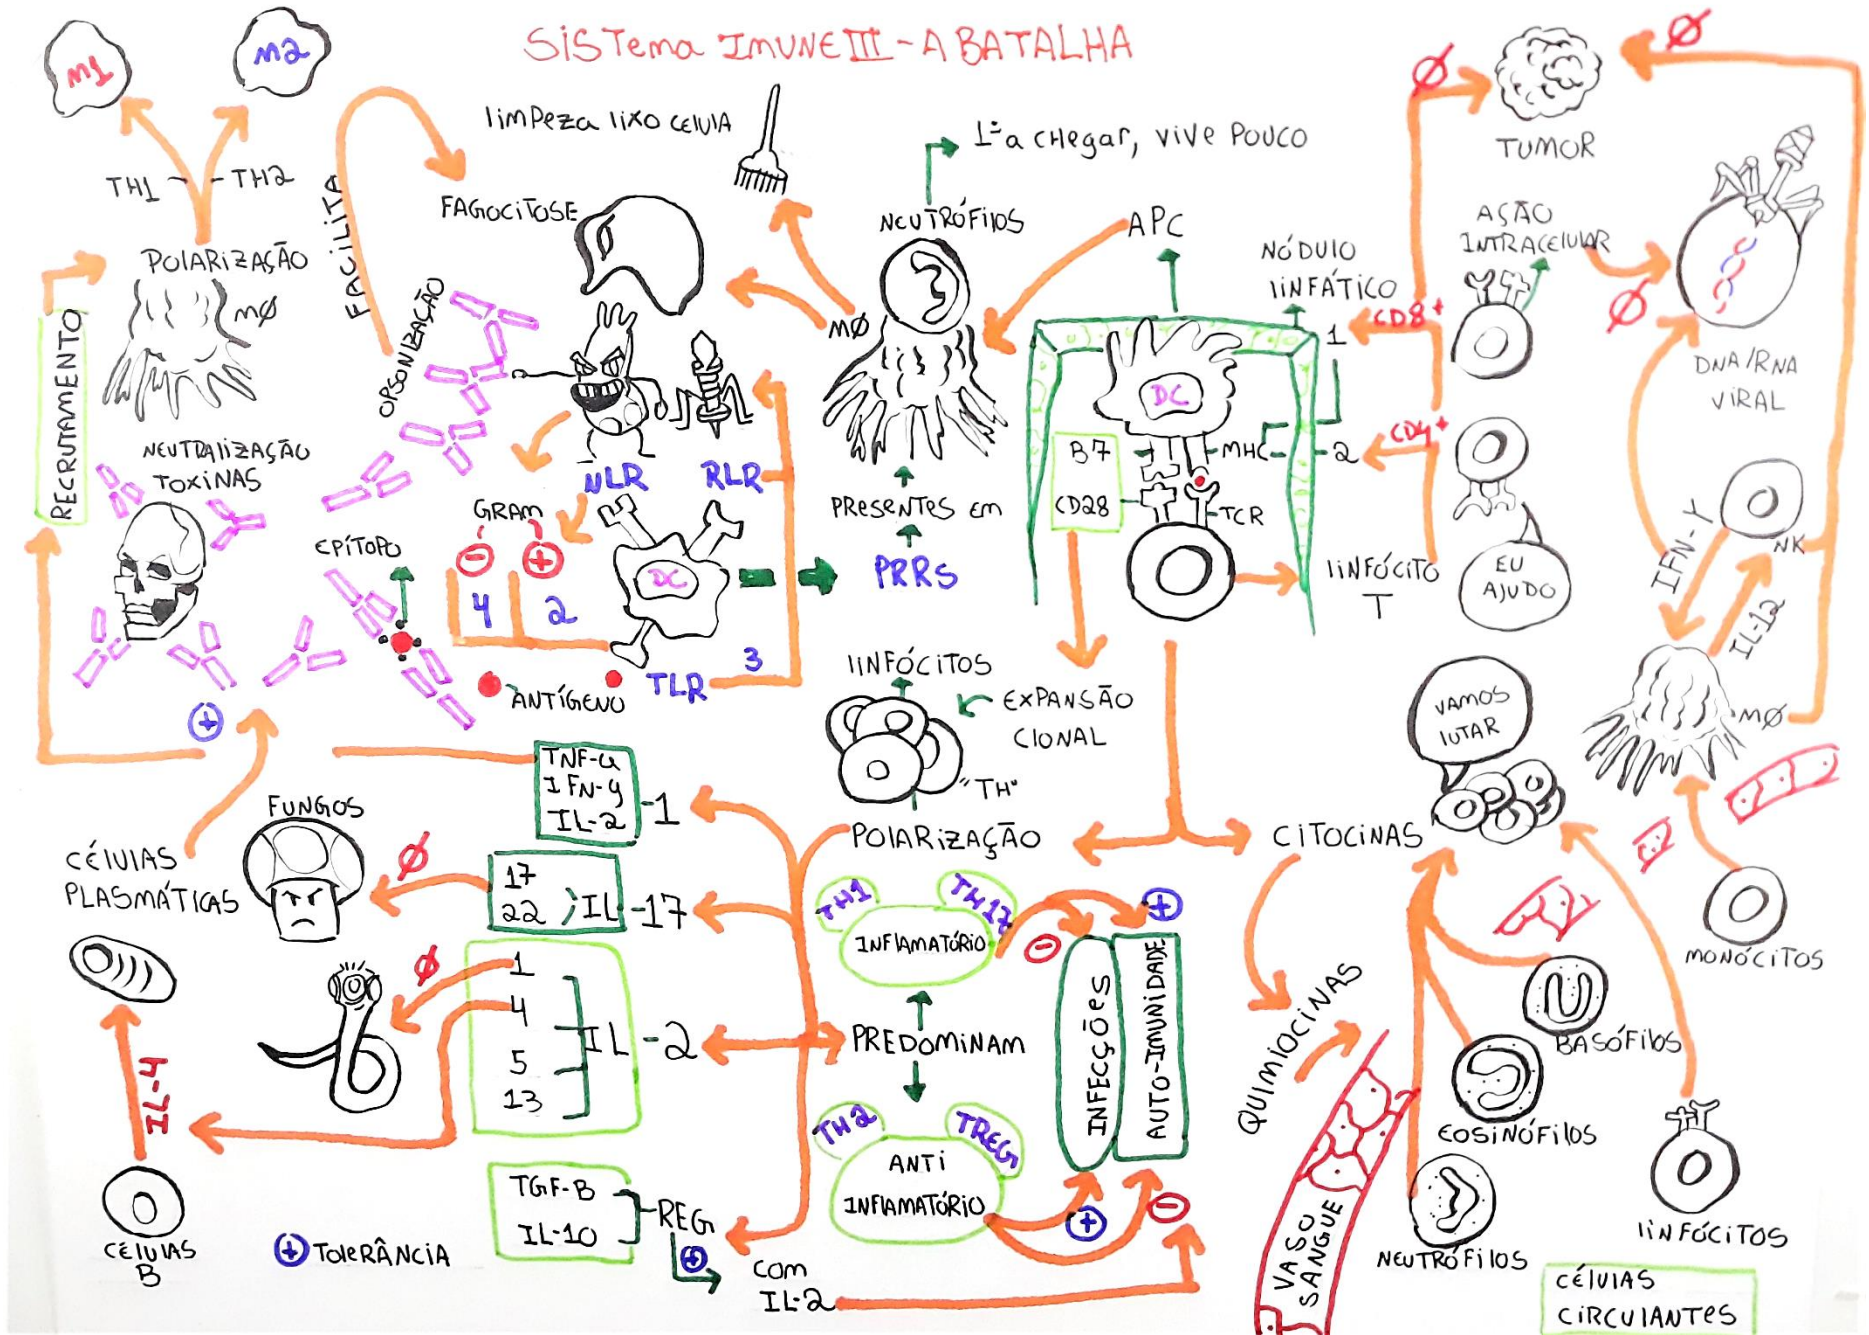 SISTEMA IMUNE III - A BATALHA
M1
M2
TH1
TH2
POLARIZAÇÃO
MØ
RECRUTAMENTO
NEUTRALIZAÇÃO
TOXINAS
FACILITA
OPSONIZAÇÃO
FAGOCITOSE
LIMPEZA LIXO CELULA
NEUTRÓFILOS
1º a CHEGAR, VIVE POUCO
MØ
APC
NLR
RLR
GRAM
-
+
4
2
DC
TLR
3
EPÍTOPO
ANTÍGENO
PRESENTES EM
PRRS
NÓDULO
LINFÁTICO
1
2
DC
B7
CD28
MHC
TCR
LINFÓCITO
T
CD8+
CD4+
Ø
Ø
TUMOR
AÇÃO
INTRACELULAR
Ø
DNA/RNA
VIRAL
EU
AJUDO
NK
IFN-Y
IL-12
MØ
VAMOS
LUTAR
MONÓCITOS
CITOCINAS
QUIMIOCINAS
BASÓFILOS
EOSINÓFILOS
NEUTRÓFILOS
LINFÓCITOS
VASO
SANGUE
CÉLULAS
CIRCULANTES
LINFÓCITOS
EXPANSÃO
CLONAL
"TH"
POLARIZAÇÃO
TH1
TH17
INFLAMATÓRIO
-
+
INFECÇÕES
AUTO-IMUNIDADE
PREDOMINAM
TH2
TREG
ANTI
INFLAMATÓRIO
+
-
+
TNF-α
IFN-y
IL-2
-1
17
22
IL
-17
Ø
FUNGOS
1
4
5
13
IL
-2
Ø
TGF-B
IL-10
REG
+
COM
IL-2
+ TOLERÂNCIA
CÉLULAS
PLASMÁTICAS
IL-4
CÉLULAS
B